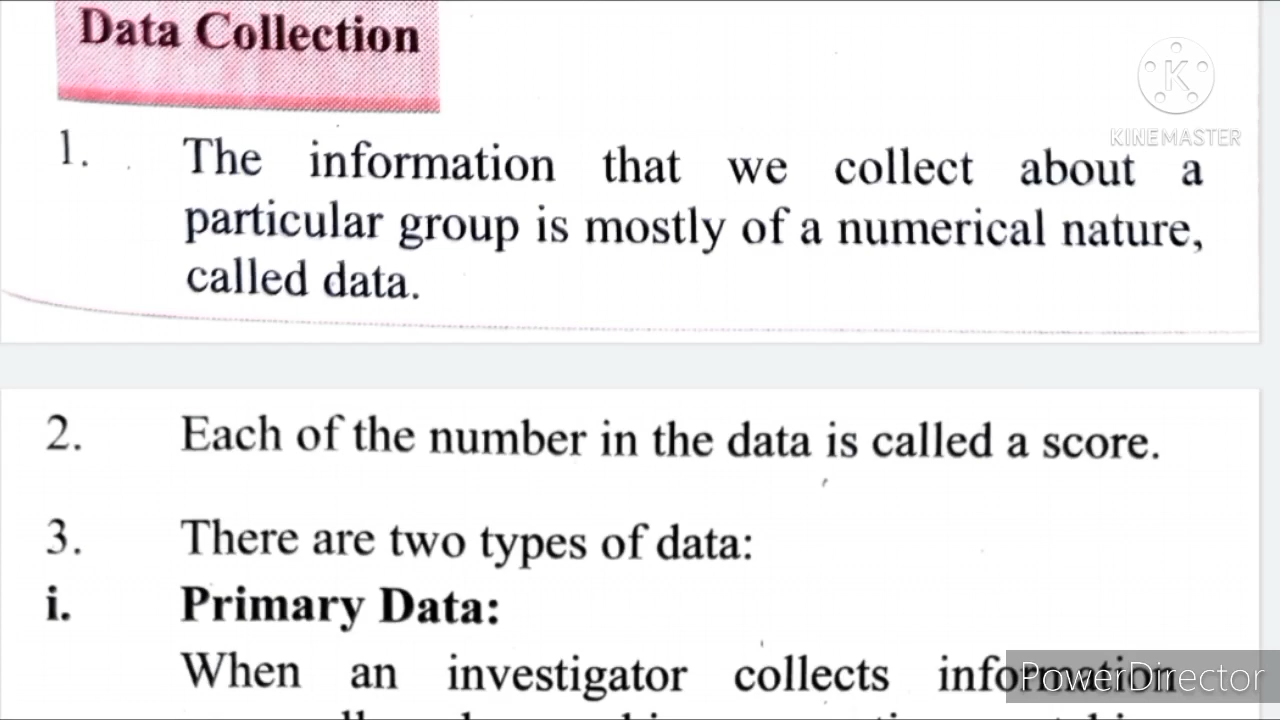 Data Collection
K
KINEMASTER
1. The information that we collect about a
particular group is mostly of a numerical nature,
called data.
2. Each of the number in the data is called a score.
3. There are two types of data:
i. Primary Data:
When an investigator collects information
PowerDirector